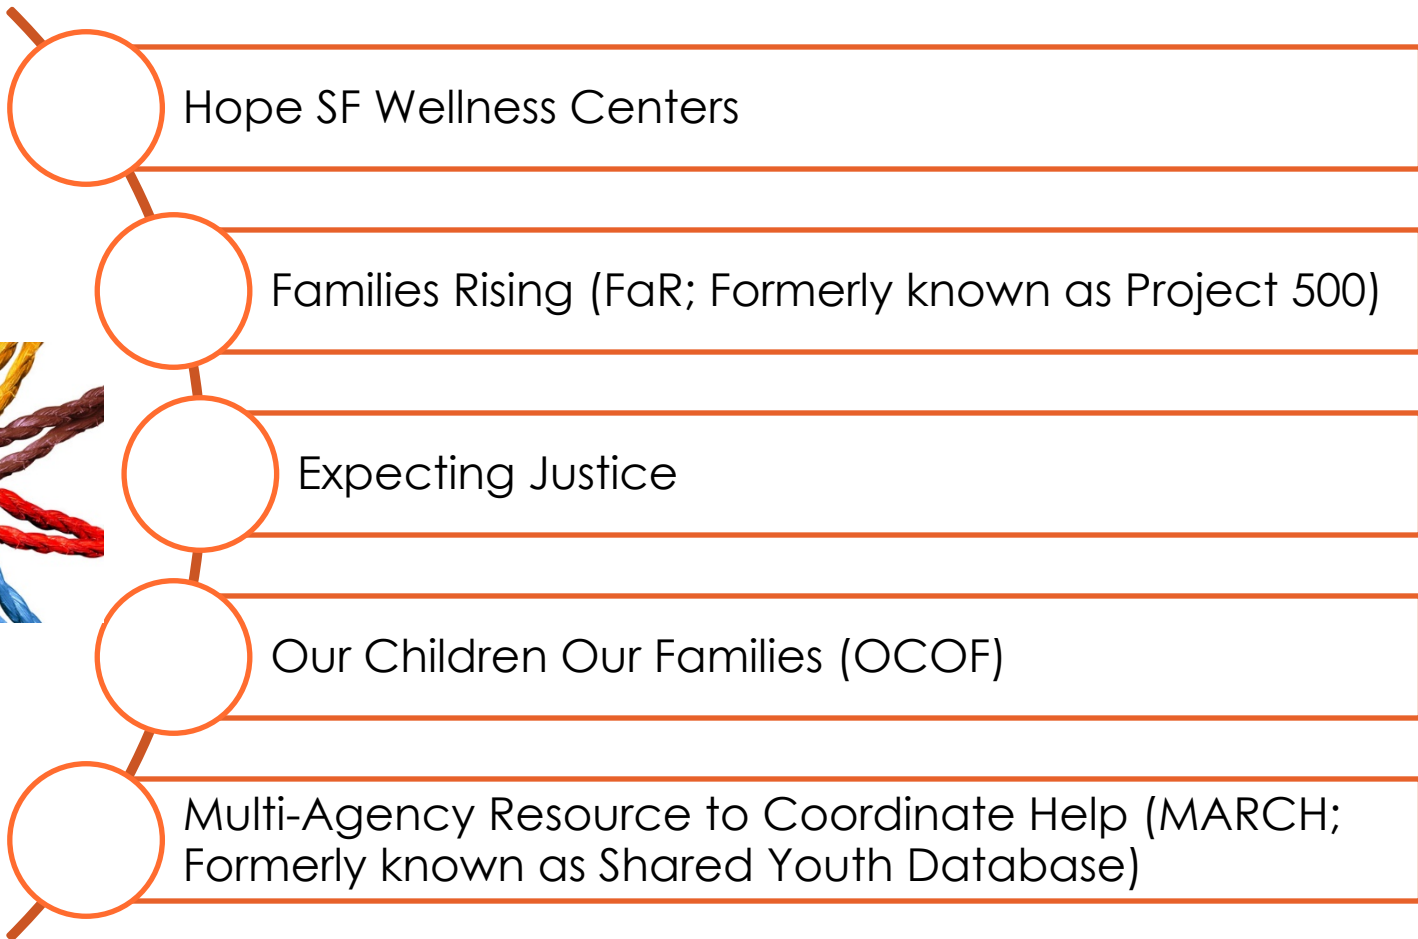 Hope SF Wellness Centers
Families Rising (FaR; Formerly known as Project 500)
Expecting Justice
Our Children Our Families (OCOF)
Multi-Agency Resource to Coordinate Help (MARCH;
Formerly known as Shared Youth Database)